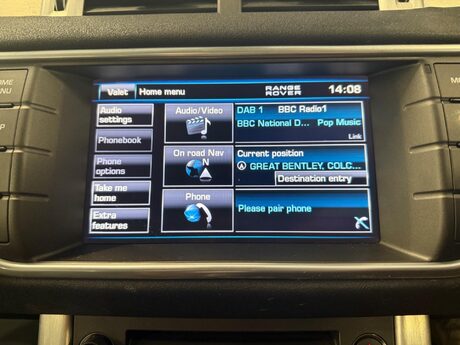 HOME
MENU
Valet
Home menu
RANGE
ROVER
14:08
Audio
settings
Phonebook
Phone
options
Take me
home
Extra
features
Audio/Video
DAB 1 BBC Radio1
BBC National D... Pop Music
Link
On road Nav
N
Current position
GREAT BENTLEY, COLC...
Destination entry
Phone
Please pair phone